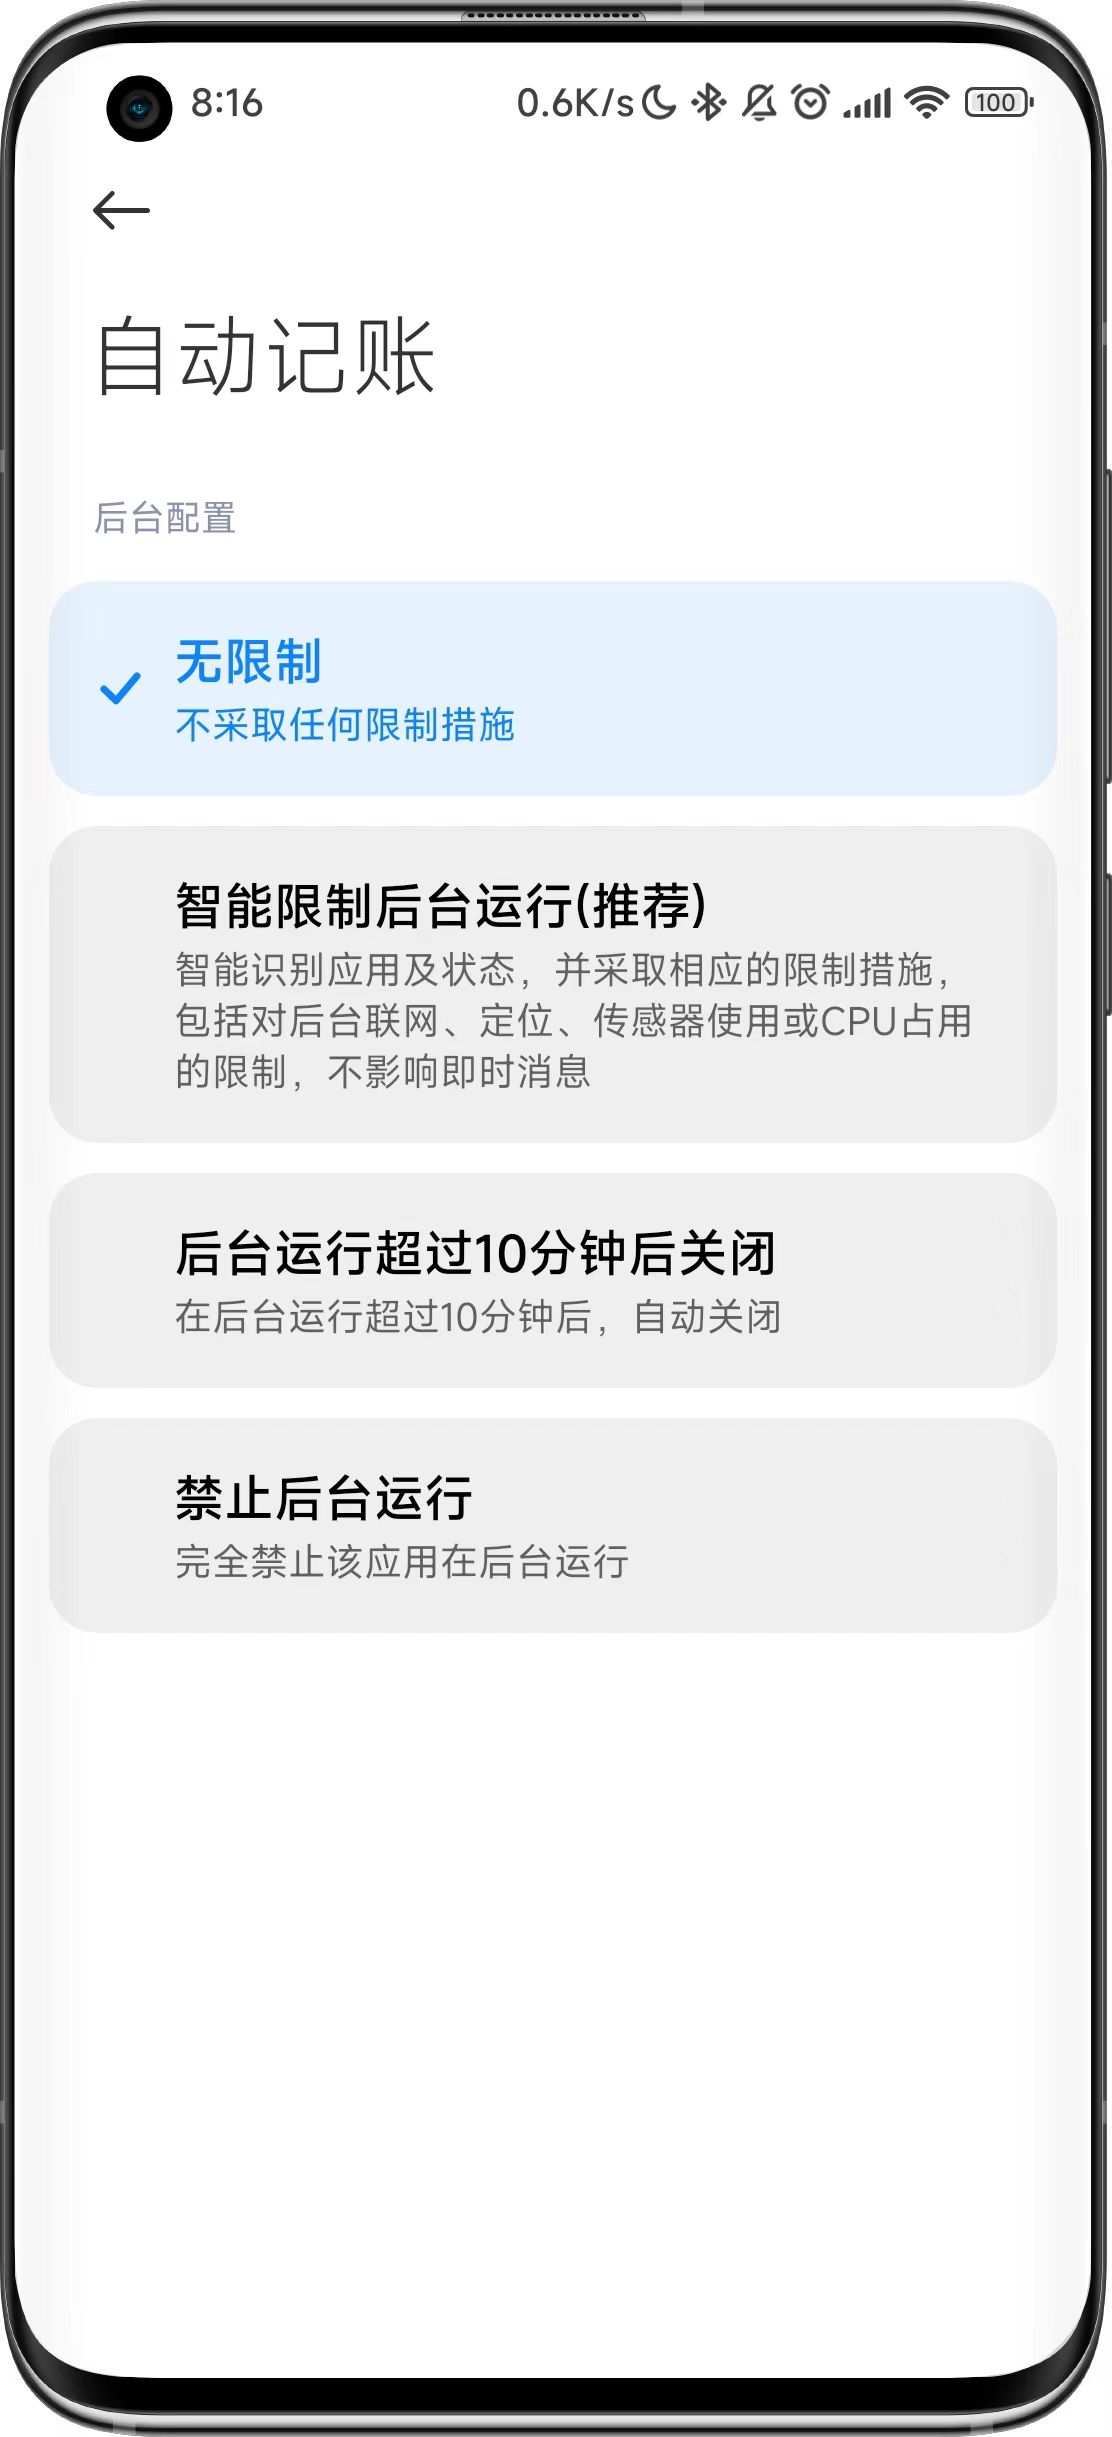 8:16
0.6K/s
100
自动记账
后台配置
无限制
不采取任何限制措施
智能限制后台运行(推荐)
智能识别应用及状态，并采取相应的限制措施，
包括对后台联网、定位、传感器使用或CPU占用
的限制，不影响即时消息
后台运行超过10分钟后关闭
在后台运行超过10分钟后，自动关闭
禁止后台运行
完全禁止该应用在后台运行